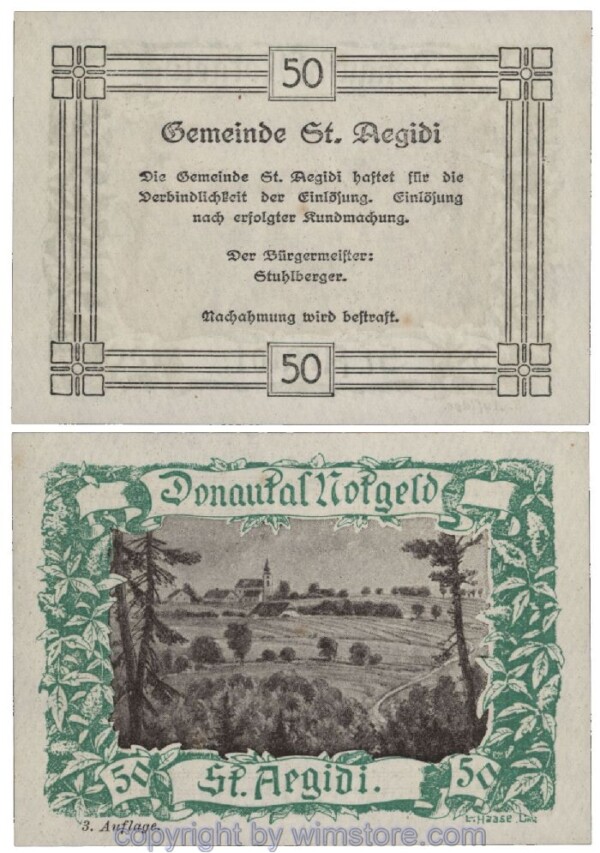 50
Gemeinde St. Aegidi
Die Gemeinde St. Aegidi haftet für die
Verbindlichkeit der Einlösung. Einlösung
nach erfolgter Kundmachung.
Der Bürgermeister:
Stuhlberger.
Nachahmung wird bestraft.
50
Donautal Notgeld
50
St. Aegidi.
50
3. Auflage.
L. Haase
copyright by wimstore.com